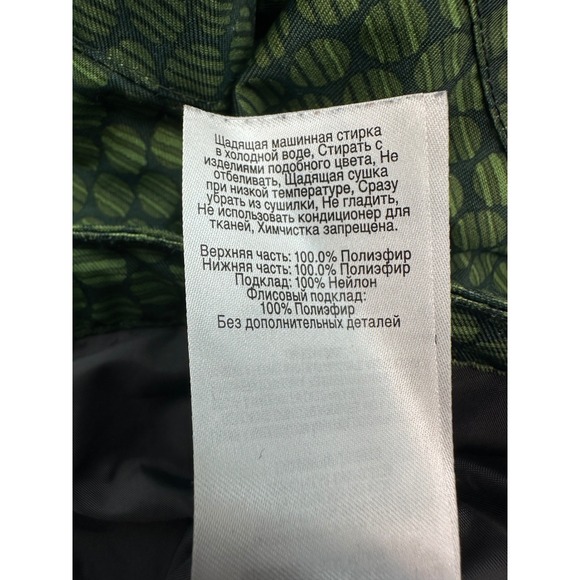 Щадящая машинная стирка
в холодной воде, Стирать с
изделиями подобного цвета, Не
отбеливать, Щадящая сушка
при низкой температуре, Сразу
убрать из сушилки, Не гладить,
Не использовать кондиционер для
тканей, Химчистка запрещена.
Верхняя часть: 100.0% Полиэфир
Нижняя часть: 100.0% Полиэфир
Подклад: 100% Нейлон
Флисовый подклад:
100% Полиэфир
Без дополнительных деталей